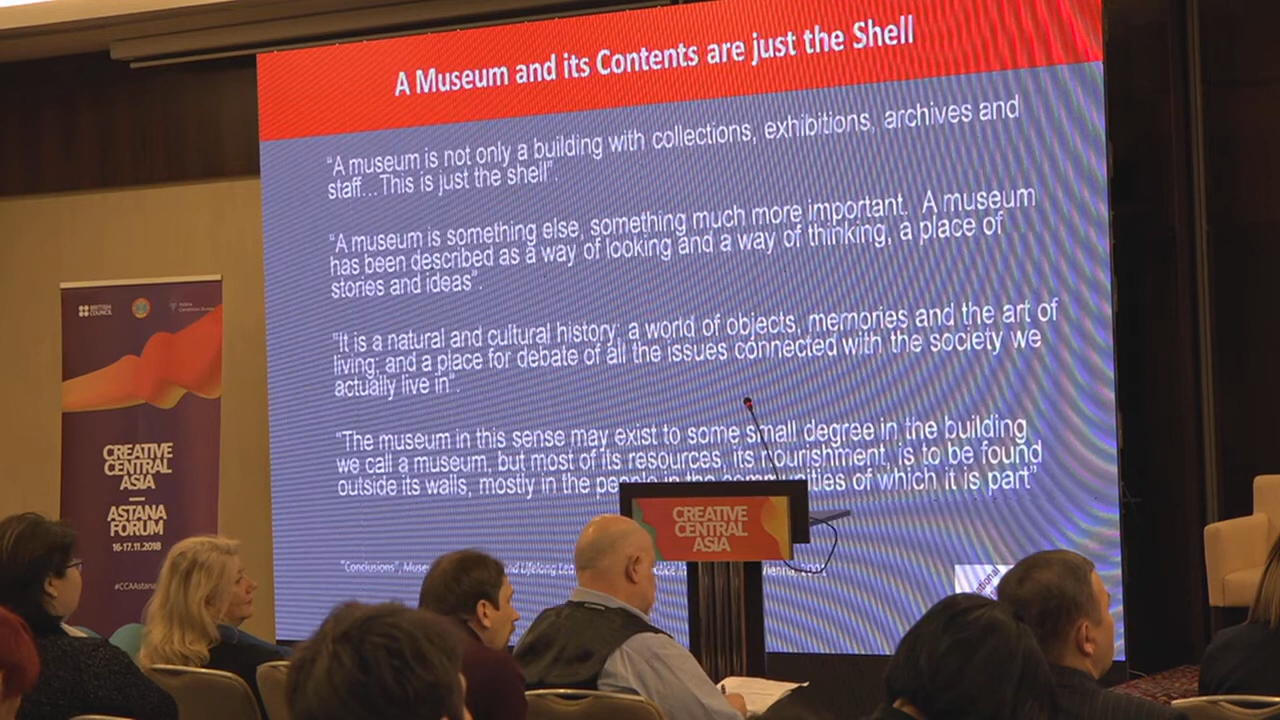 A Museum and its Contents are just the Shell
“A museum is not only a building with collections, exhibitions, archives and
staff...This is just the shell”.
“A museum is something else, something much more important. A museum
has been described as a way of looking and a way of thinking, a place of
stories and ideas”.
“It is a natural and cultural history; a world of objects, memories and the art of
living; and a place for debate of all the issues connected with the society we
actually live in”.
“The museum in this sense may exist to some small degree in the building
we call a museum, but most of its resources, its nourishment, is to be found
outside its walls, mostly in the people in the communities of which it is part”
“Conclusions”, and Lifelong
BRITISH
COUNCIL
CREATIVE
CENTRAL
ASIA
ASTANA
FORUM
16-17.11.2018
#CCAAstana
CREATIVE
CENTRAL
ASIA